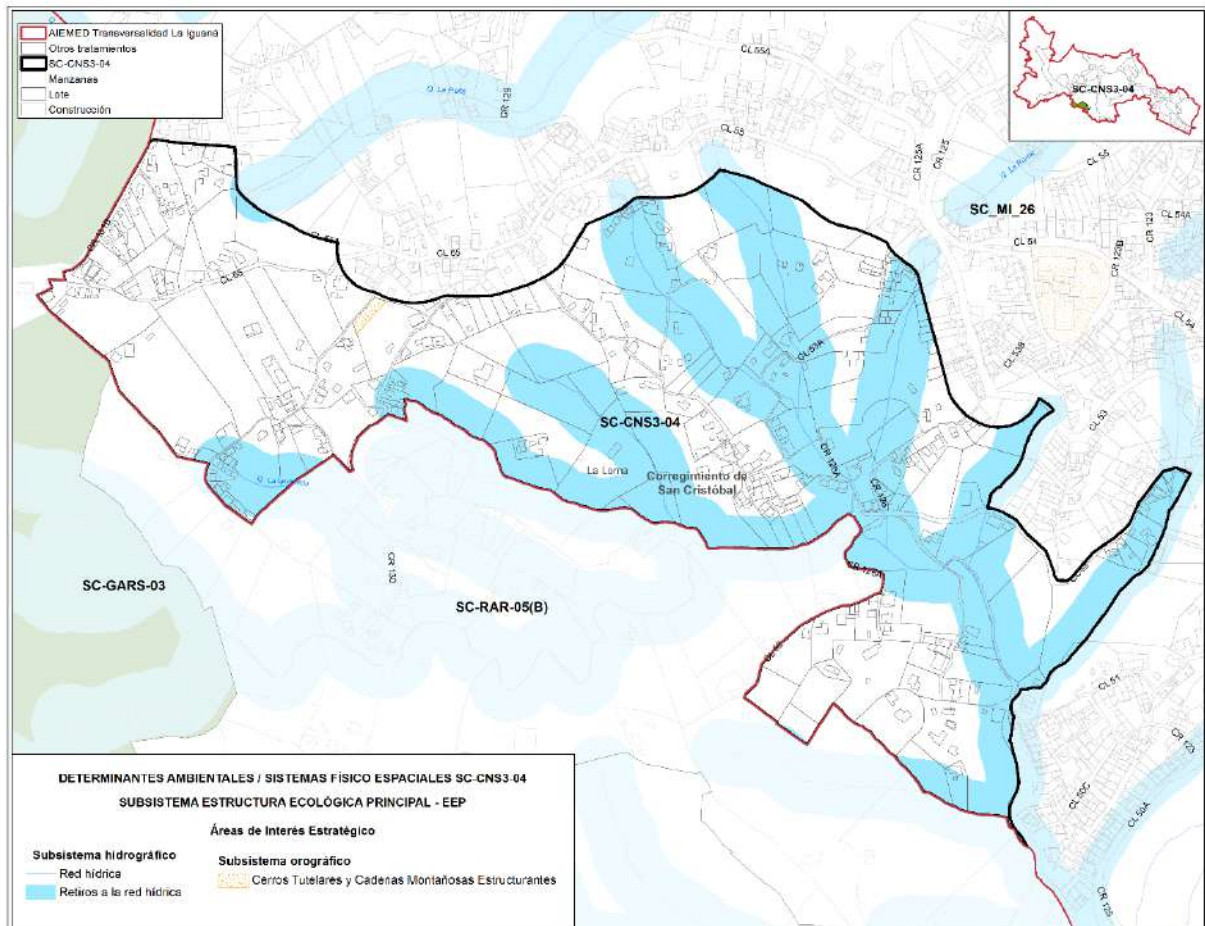 AIEMED Transversalidad La Iguaná
Otros tratamientos
SC-CNS3-04
Manzanas
Lote
Construcción
SC-CNS3-04
CL 55A
CR 125
CL 55
CR 125A
CR 125
CL 55
SC_MI_26
CL 54
CR 123B
CR 123
CL 54A
CL 54
CL 65
CL 65
CL 53A
CL 53B
CL 53
SC-CNS3-04
La Loma
Corregimiento de
San Cristóbal
CR 125A
CR 126
SC-GARS-03
CR 130
SC-RAR-05(B)
CR 125A
CL 51
CR 123
CL 50C
CL 50A
CR 125
DETERMINANTES AMBIENTALES / SISTEMAS FÍSICO ESPACIALES SC-CNS3-04
SUBSISTEMA ESTRUCTURA ECOLÓGICA PRINCIPAL - EEP
Áreas de Interés Estratégico
Subsistema hidrográfico
Red hídrica
Retiros a la red hídrica
Subsistema orográfico
Cerros Tutelares y Cadenas Montañosas Estructurantes